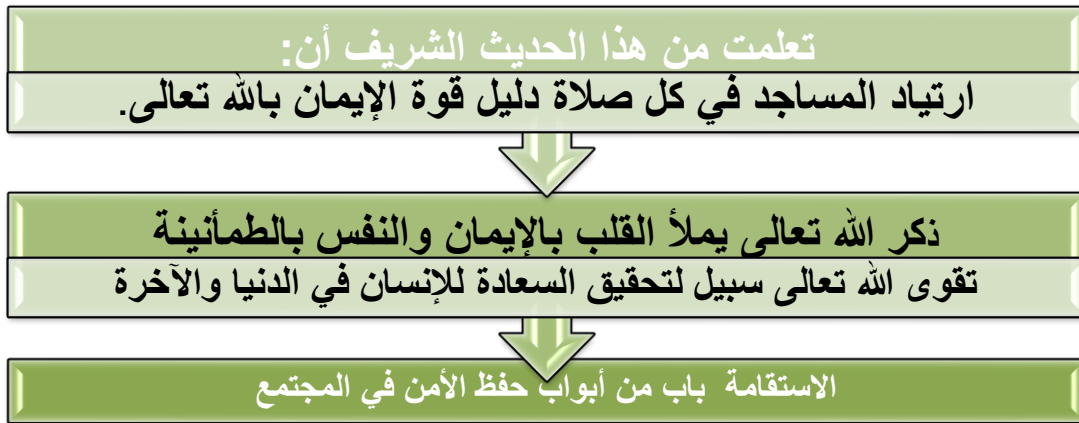 تعلمت من هذا الحديث الشريف أن:
ارتياد المساجد في كل صلاة دليل قوة الإيمان بالله تعالى.
ذكر الله تعالى يملأ القلب بالإيمان والنفس بالطمأنينة
تقوى الله تعالى سبيل لتحقيق السعادة للإنسان في الدنيا والآخرة
الاستقامة باب من أبواب حفظ الأمن في المجتمع